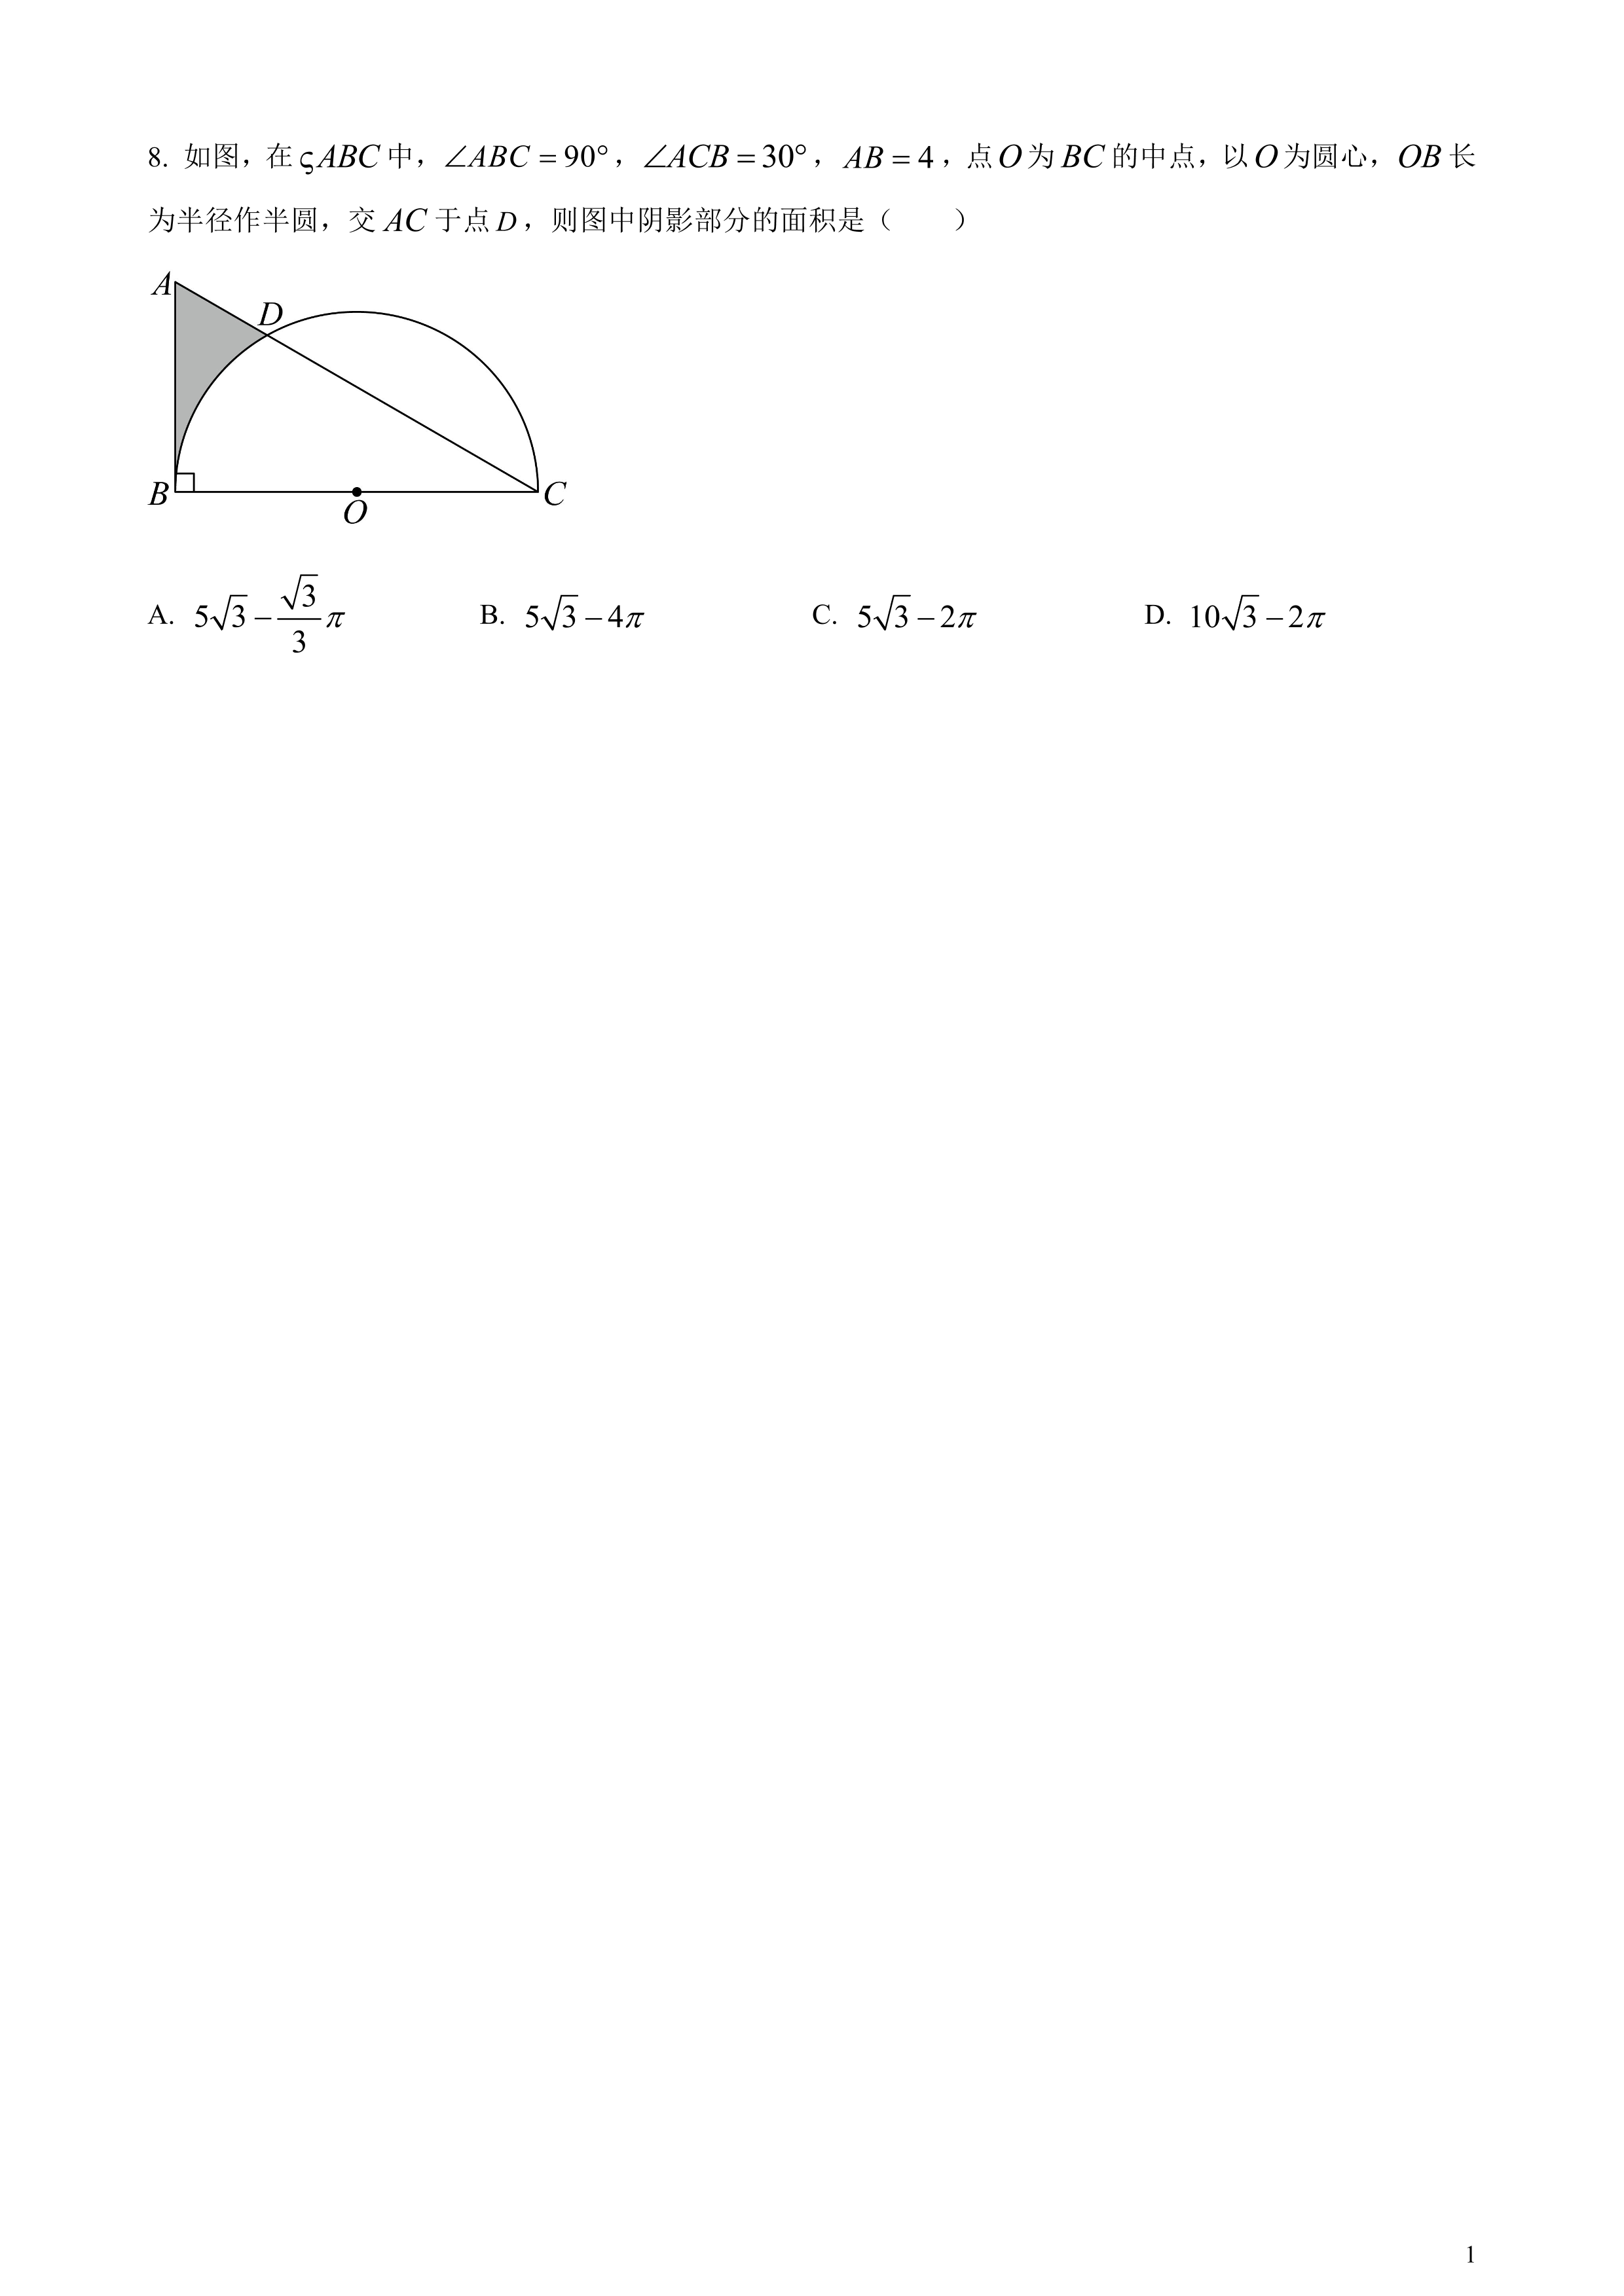 8. 如图，在ςABC中，∠ABC = 90°，∠ACB = 30°，AB = 4，点O为BC的中点，以O为圆心，OB长
为半径作半圆，交AC于点D，则图中阴影部分的面积是（　　）
A
D
B
O
C
A. 5√3 − (√3/3)π B. 5√3 − 4π C. 5√3 − 2π D. 10√3 − 2π
1